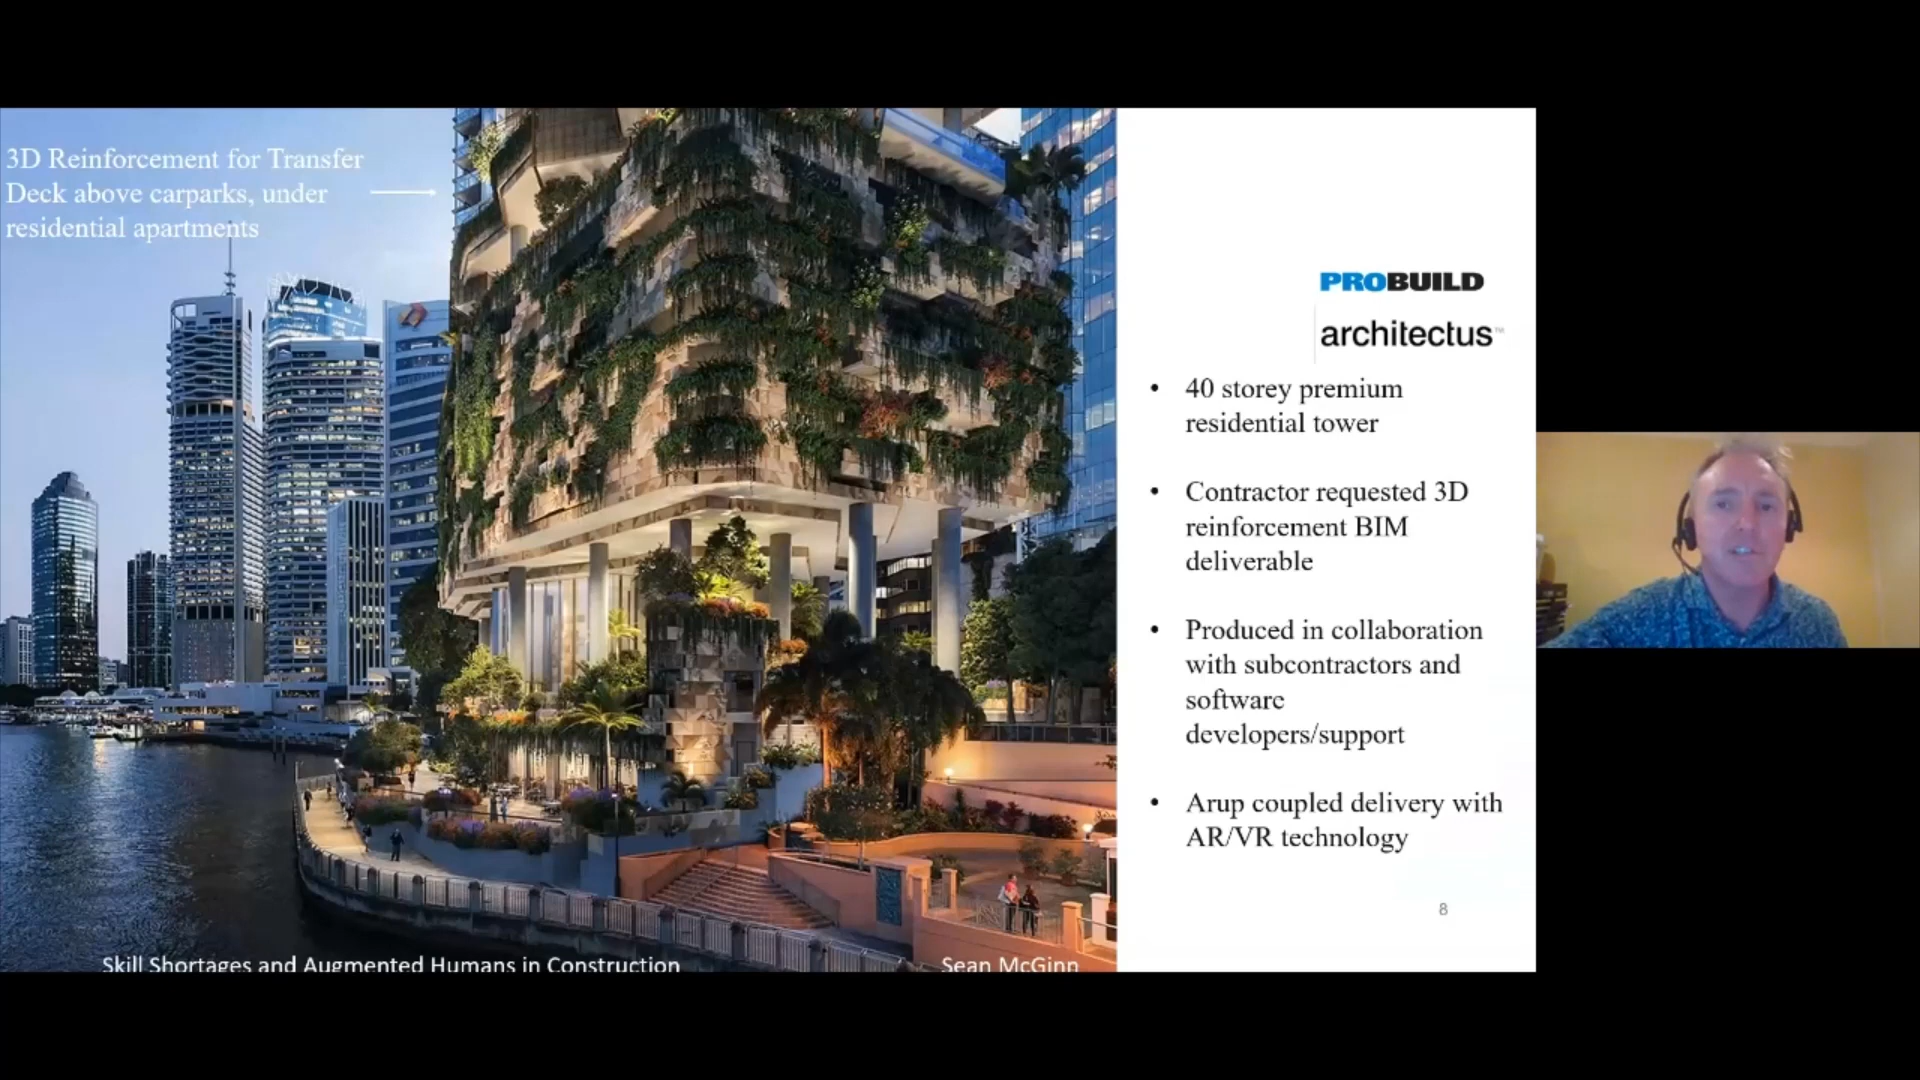 3D Reinforcement for Transfer
Deck above carparks, under
residential apartments
PROBUILD
architectus™
• 40 storey premium
residential tower
• Contractor requested 3D
reinforcement BIM
deliverable
• Produced in collaboration
with subcontractors and
software
developers/support
• Arup coupled delivery with
AR/VR technology
8
Skill Shortages and Augmented Humans in Construction
Sean McGinn